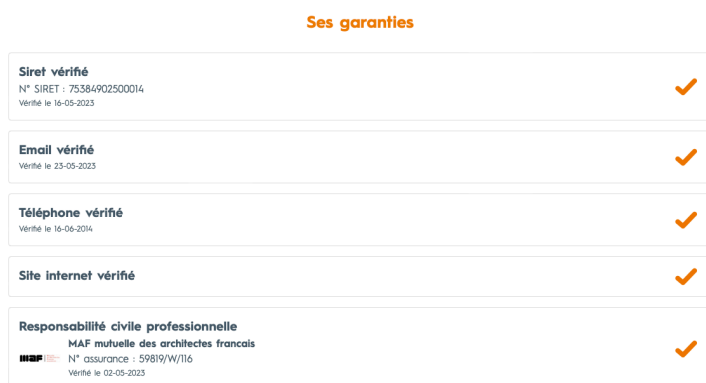 Ses garanties
Siret vérifié
N° SIRET : 75384902500014
Vérifié le 16-05-2023
Email vérifié
Vérifié le 23-05-2023
Téléphone vérifié
Vérifié le 16-06-2014
Site internet vérifié
Responsabilité civile professionnelle
MAF mutuelle des architectes francais
maF
N° assurance : 59819/W/116
Vérifié le 02-05-2023